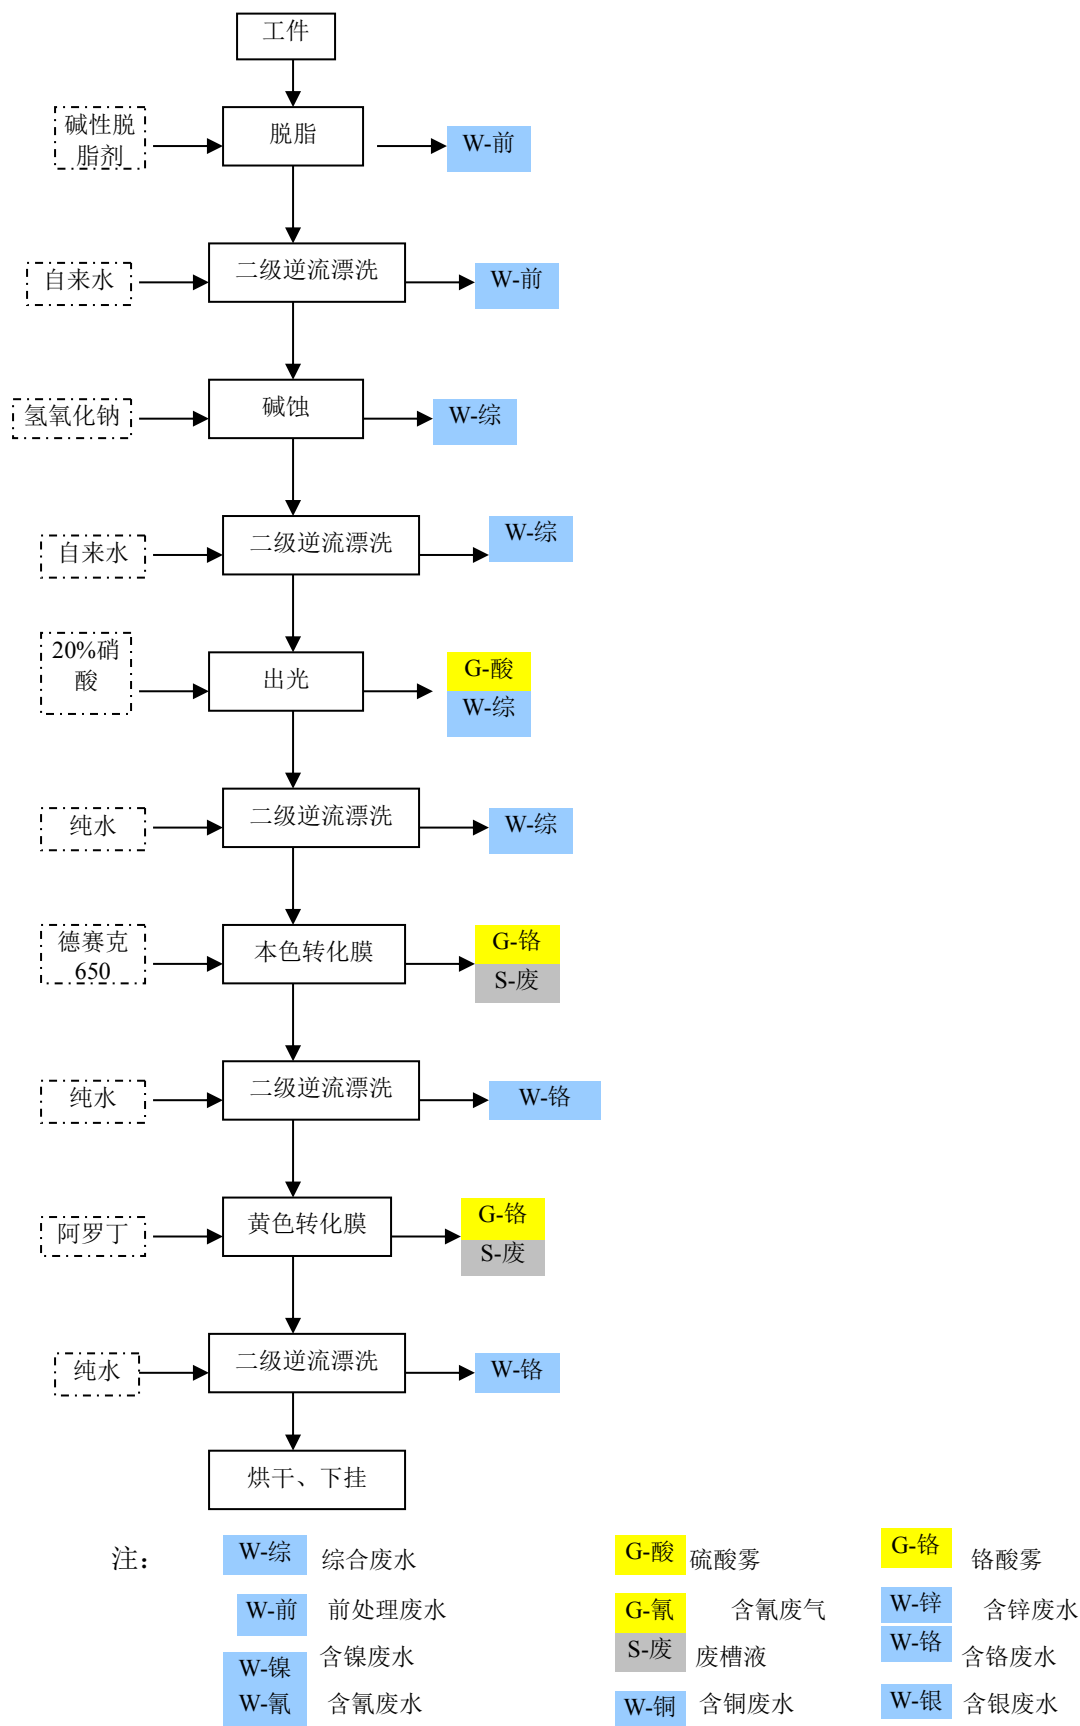 工件
碱性脱
脂剂
脱脂
W-前
自来水
二级逆流漂洗
W-前
氢氧化钠
碱蚀
W-综
自来水
二级逆流漂洗
W-综
20%硝
酸
出光
G-酸
W-综
纯水
二级逆流漂洗
W-综
德赛克
650
本色转化膜
G-铬
S-废
纯水
二级逆流漂洗
W-铬
阿罗丁
黄色转化膜
G-铬
S-废
纯水
二级逆流漂洗
W-铬
烘干、下挂
注：
W-综 综合废水
G-酸 硫酸雾
G-铬 铬酸雾
W-前 前处理废水
G-氰 含氰废气
W-锌 含锌废水
W-镍 含镍废水
S-废 废槽液
W-铬 含铬废水
W-氰 含氰废水
W-铜 含铜废水
W-银 含银废水